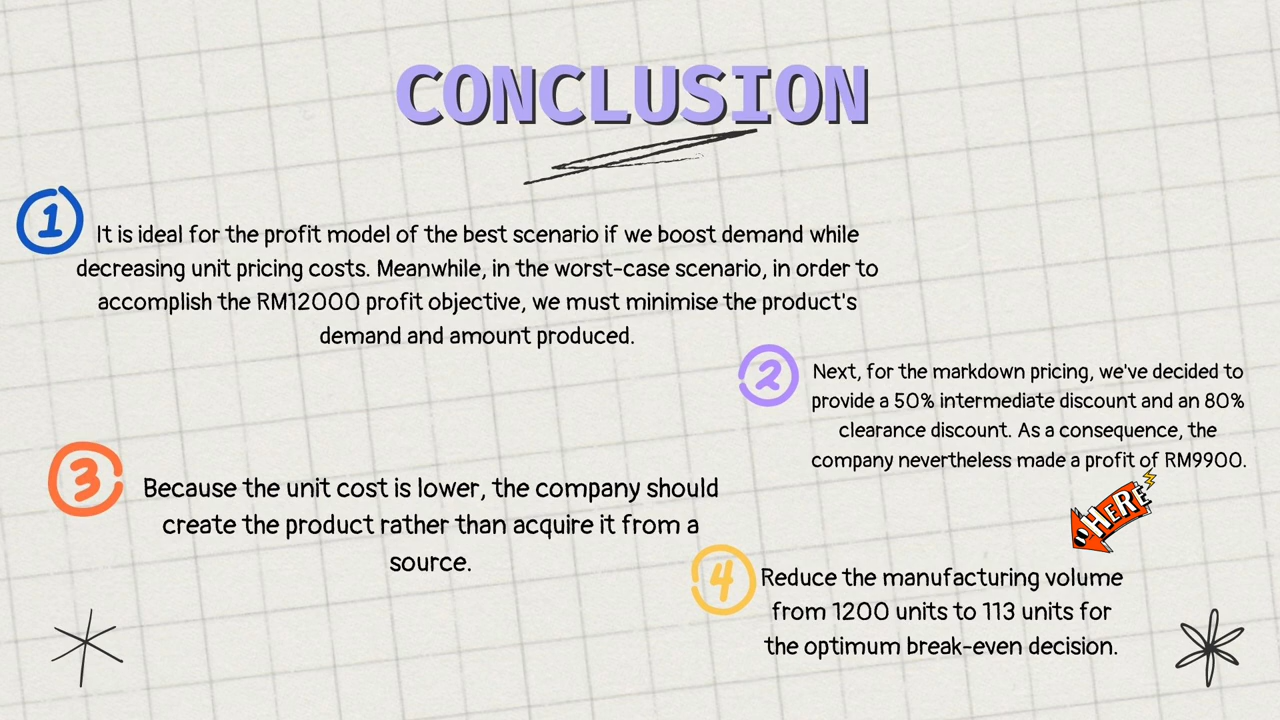 CONCLUSION
1
It is ideal for the profit model of the best scenario if we boost demand while
decreasing unit pricing costs. Meanwhile, in the worst-case scenario, in order to
accomplish the RM12000 profit objective, we must minimise the product's
demand and amount produced.
2
Next, for the markdown pricing, we've decided to
provide a 50% intermediate discount and an 80%
clearance discount. As a consequence, the
company nevertheless made a profit of RM9900.
3
Because the unit cost is lower, the company should
create the product rather than acquire it from a
source.
HERE
4
Reduce the manufacturing volume
from 1200 units to 113 units for
the optimum break-even decision.